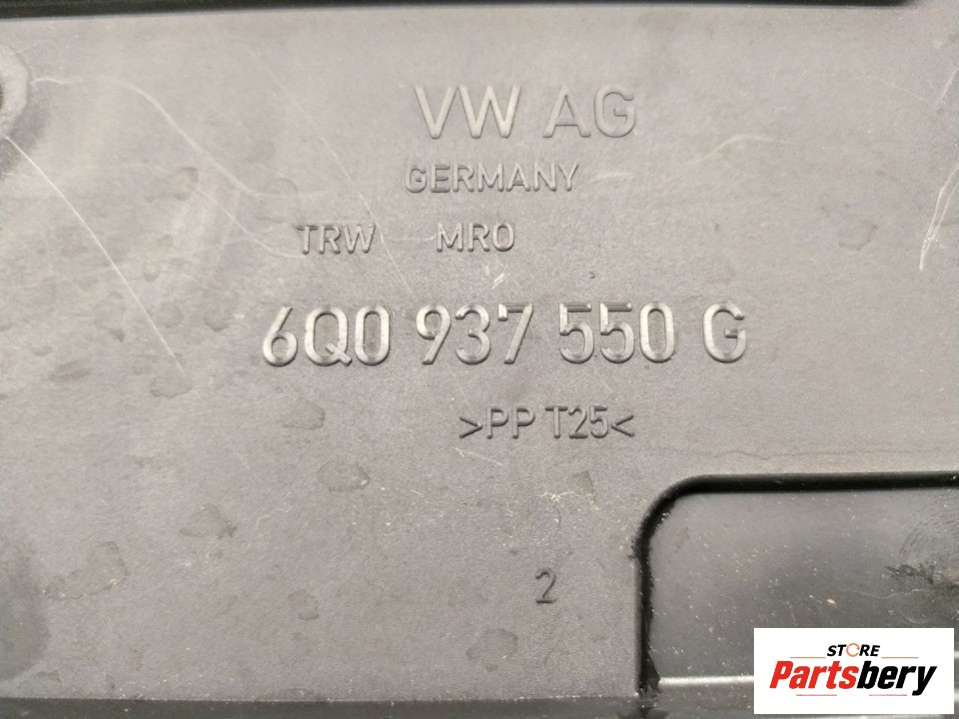 VW AG
GERMANY
TRW MRO
6Q0 937 550 G
>PP T25<
2
STORE
Partsbery